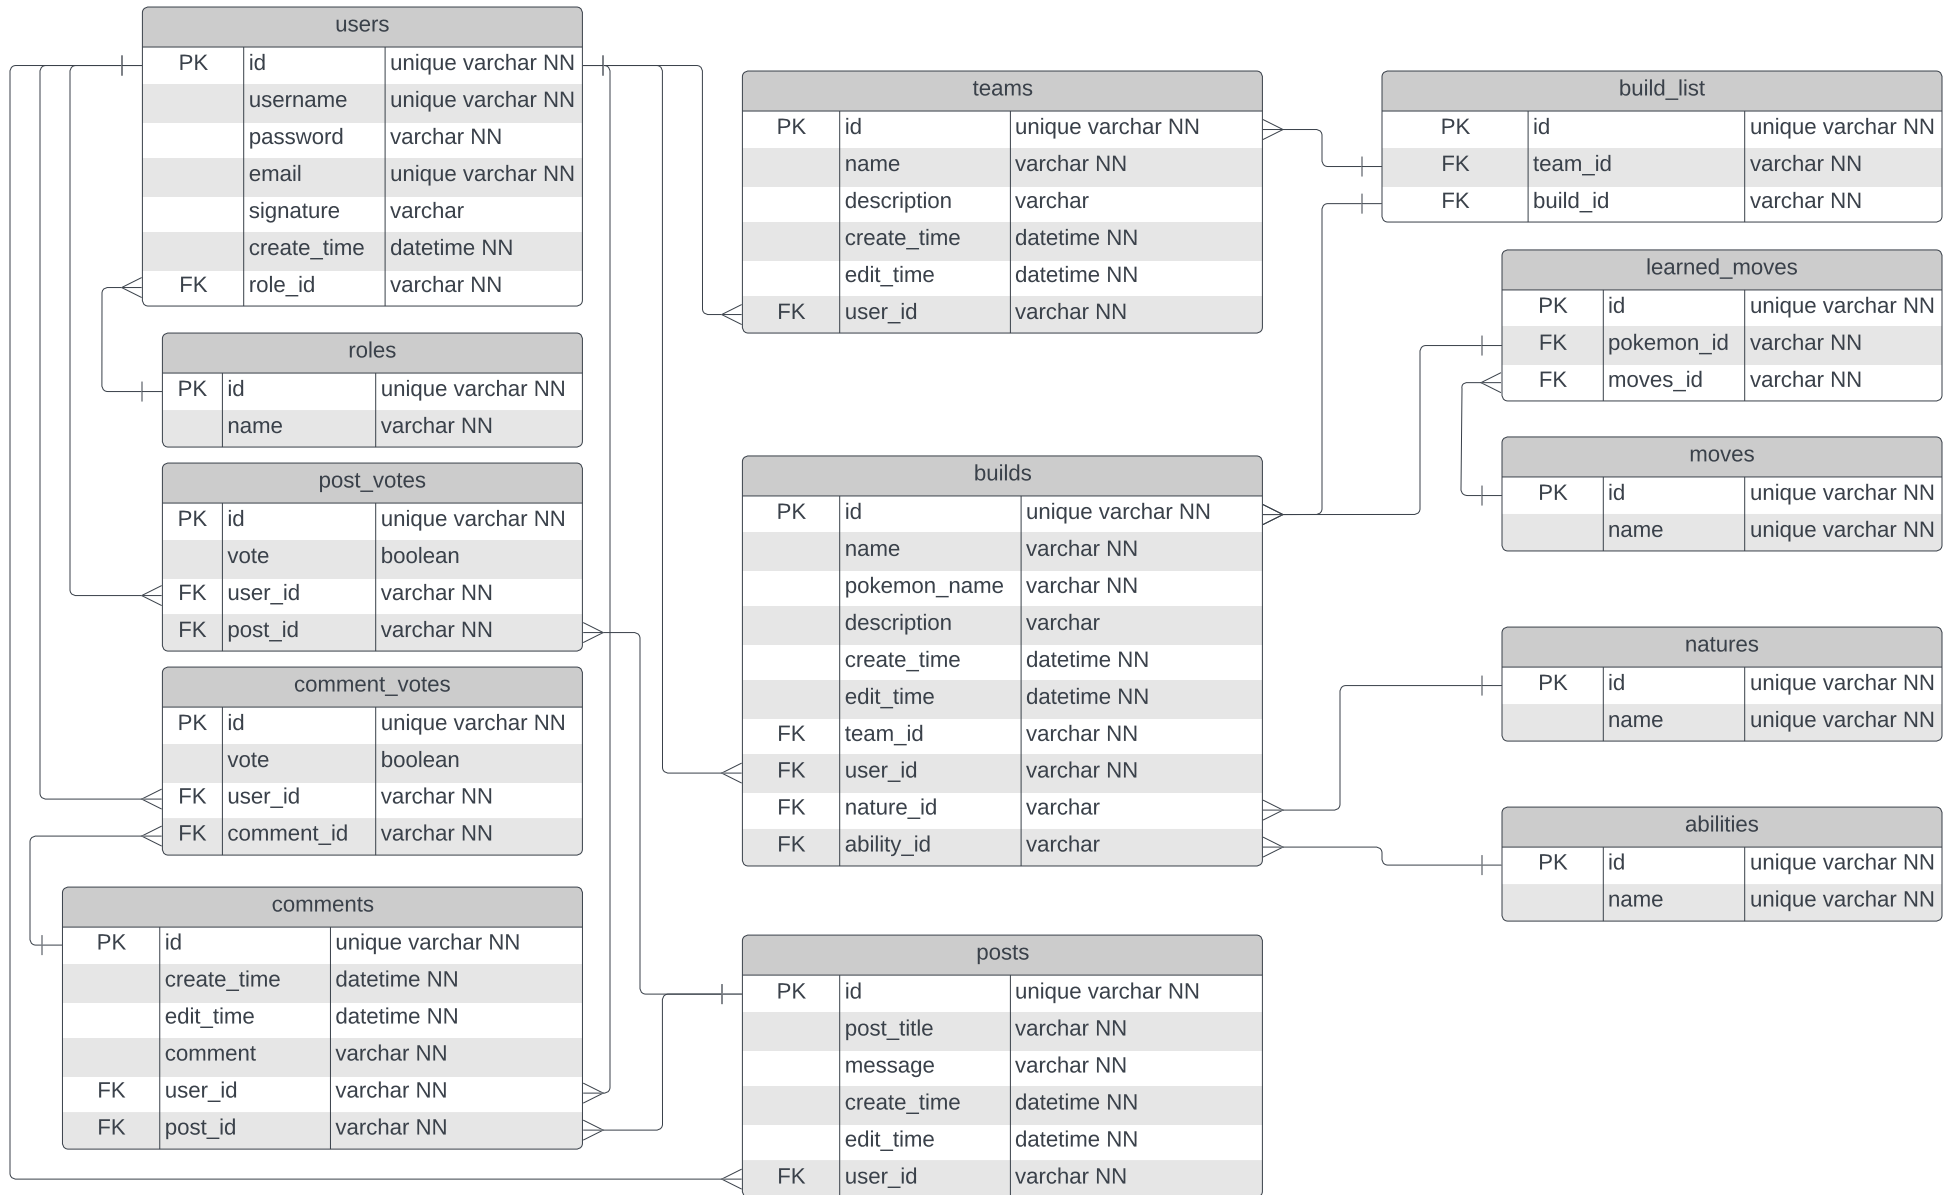 users
PK id unique varchar NN
username unique varchar NN
password varchar NN
email unique varchar NN
signature varchar
create_time datetime NN
FK role_id varchar NN
roles
PK id unique varchar NN
name varchar NN
post_votes
PK id unique varchar NN
vote boolean
FK user_id varchar NN
FK post_id varchar NN
comment_votes
PK id unique varchar NN
vote boolean
FK user_id varchar NN
FK comment_id varchar NN
comments
PK id unique varchar NN
create_time datetime NN
edit_time datetime NN
comment varchar NN
FK user_id varchar NN
FK post_id varchar NN
teams
PK id unique varchar NN
name varchar NN
description varchar
create_time datetime NN
edit_time datetime NN
FK user_id varchar NN
builds
PK id unique varchar NN
name varchar NN
pokemon_name varchar NN
description varchar
create_time datetime NN
edit_time datetime NN
FK team_id varchar NN
FK user_id varchar NN
FK nature_id varchar
FK ability_id varchar
posts
PK id unique varchar NN
post_title varchar NN
message varchar NN
create_time datetime NN
edit_time datetime NN
FK user_id varchar NN
build_list
PK id unique varchar NN
FK team_id varchar NN
FK build_id varchar NN
learned_moves
PK id unique varchar NN
FK pokemon_id varchar NN
FK moves_id varchar NN
moves
PK id unique varchar NN
name unique varchar NN
natures
PK id unique varchar NN
name unique varchar NN
abilities
PK id unique varchar NN
name unique varchar NN